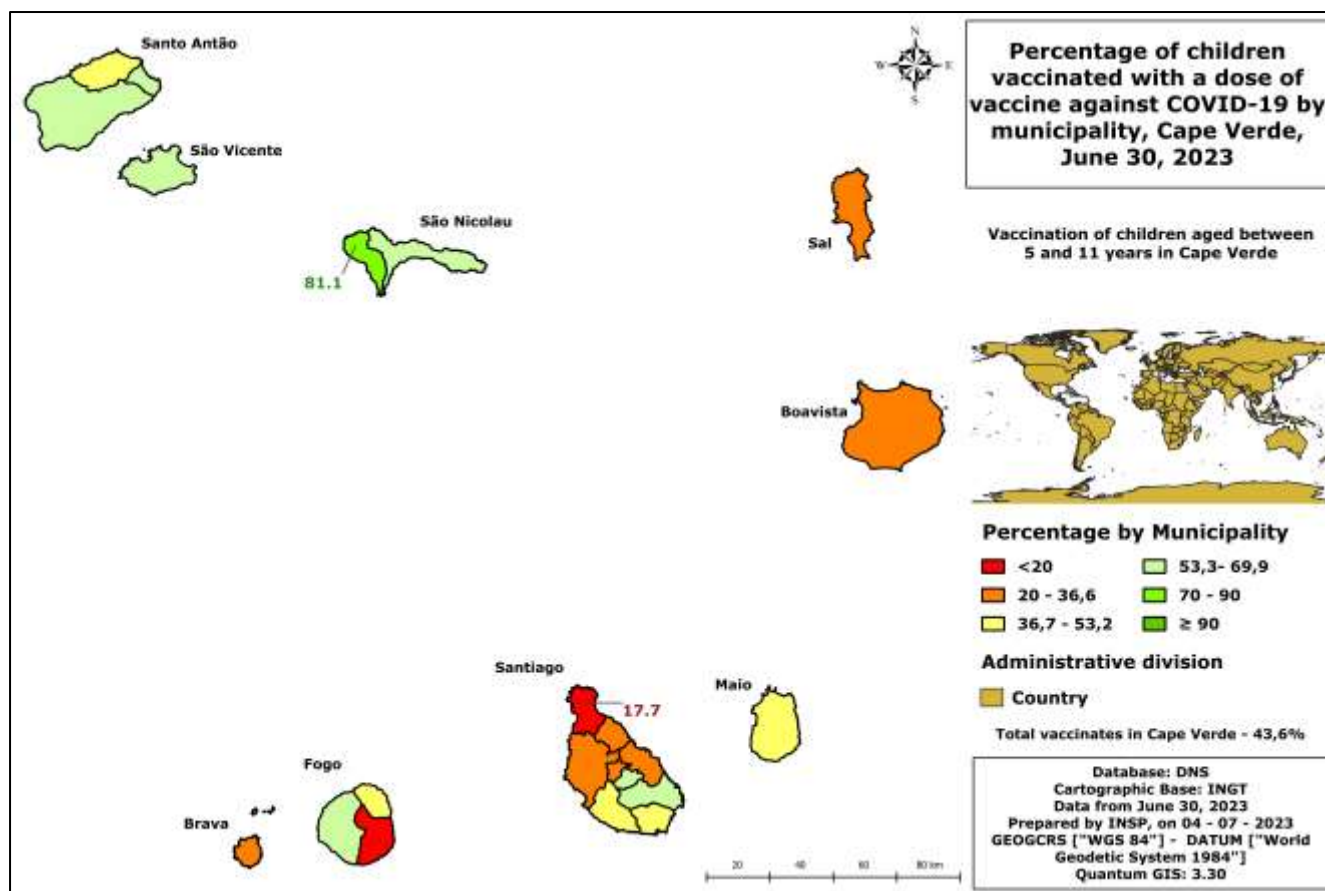 Santo Antão
São Vicente
São Nicolau
81.1
Sal
Boavista
Santiago
17.7
Maio
Fogo
Brava
N
W
E
S
Percentage of children
vaccinated with a dose of
vaccine against COVID-19 by
municipality, Cape Verde,
June 30, 2023
Vaccination of children aged between
5 and 11 years in Cape Verde
Percentage by Municipality
<20
20 - 36,6
36,7 - 53,2
53,3- 69,9
70 - 90
≥ 90
Administrative division
Country
Total vaccinates in Cape Verde - 43,6%
Database: DNS
Cartographic Base: INGT
Data from June 30, 2023
Prepared by INSP, on 04 - 07 - 2023
GEOGCRS ["WGS 84"] - DATUM ["World
Geodetic System 1984"]
Quantum GIS: 3.30
20 40 60 80 km